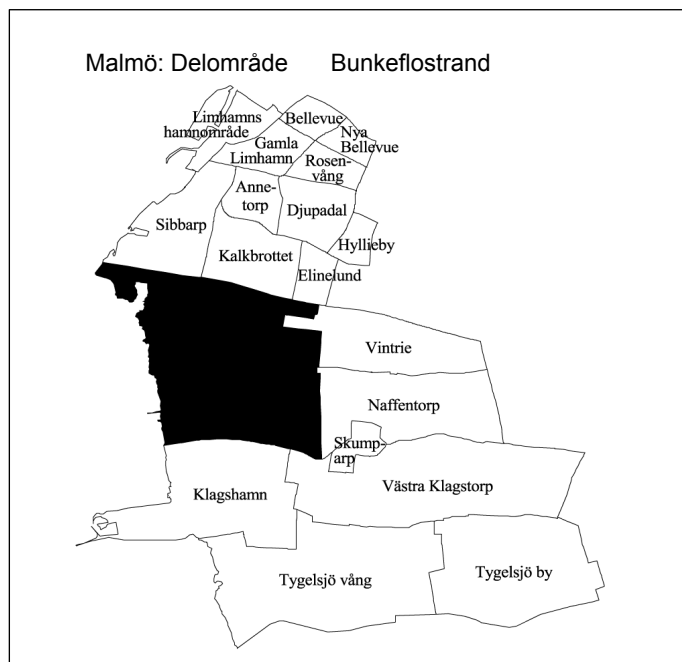 Malmö: Delområde Bunkeflostrand
Limhamns
hamnområde
Bellevue
Nya
Bellevue
Gamla
Limhamn
Rosen-
vång
Anne-
torp
Djupadal
Sibbarp
Hyllieby
Kalkbrottet
Elinelund
Vintrie
Naffentorp
Skump-
arp
Klagshamn
Västra Klagstorp
Tygelsjö vång
Tygelsjö by